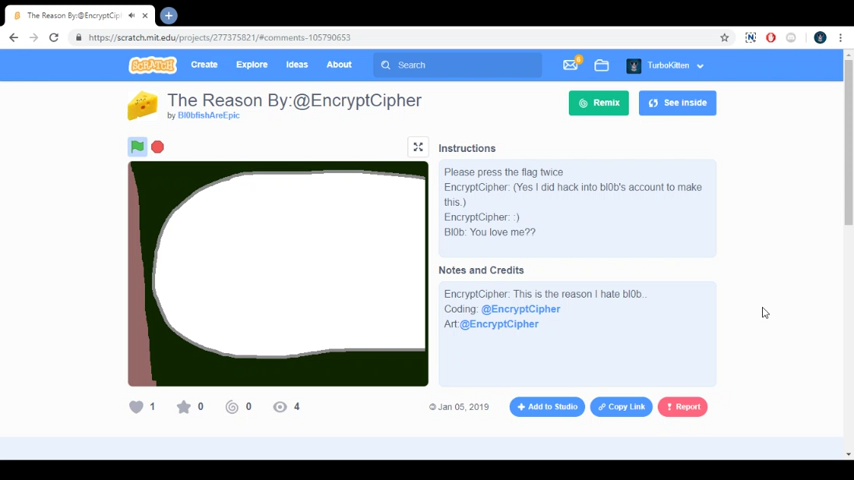 The Reason By:@EncryptCiph
https://scratch.mit.edu/projects/277375821/#comments-105790653
SCRATCH
Create
Explore
Ideas
About
Search
6
TurboKitten
The Reason By:@EncryptCipher
by Bl0bfishAreEpic
Remix
See inside
Instructions
Please press the flag twice
EncryptCipher: (Yes I did hack into bl0b's account to make
this.)
EncryptCipher: :)
Bl0b: You love me??
Notes and Credits
EncryptCipher: This is the reason I hate bl0b..
Coding: @EncryptCipher
Art:@EncryptCipher
1
0
0
4
© Jan 05, 2019
Add to Studio
Copy Link
Report